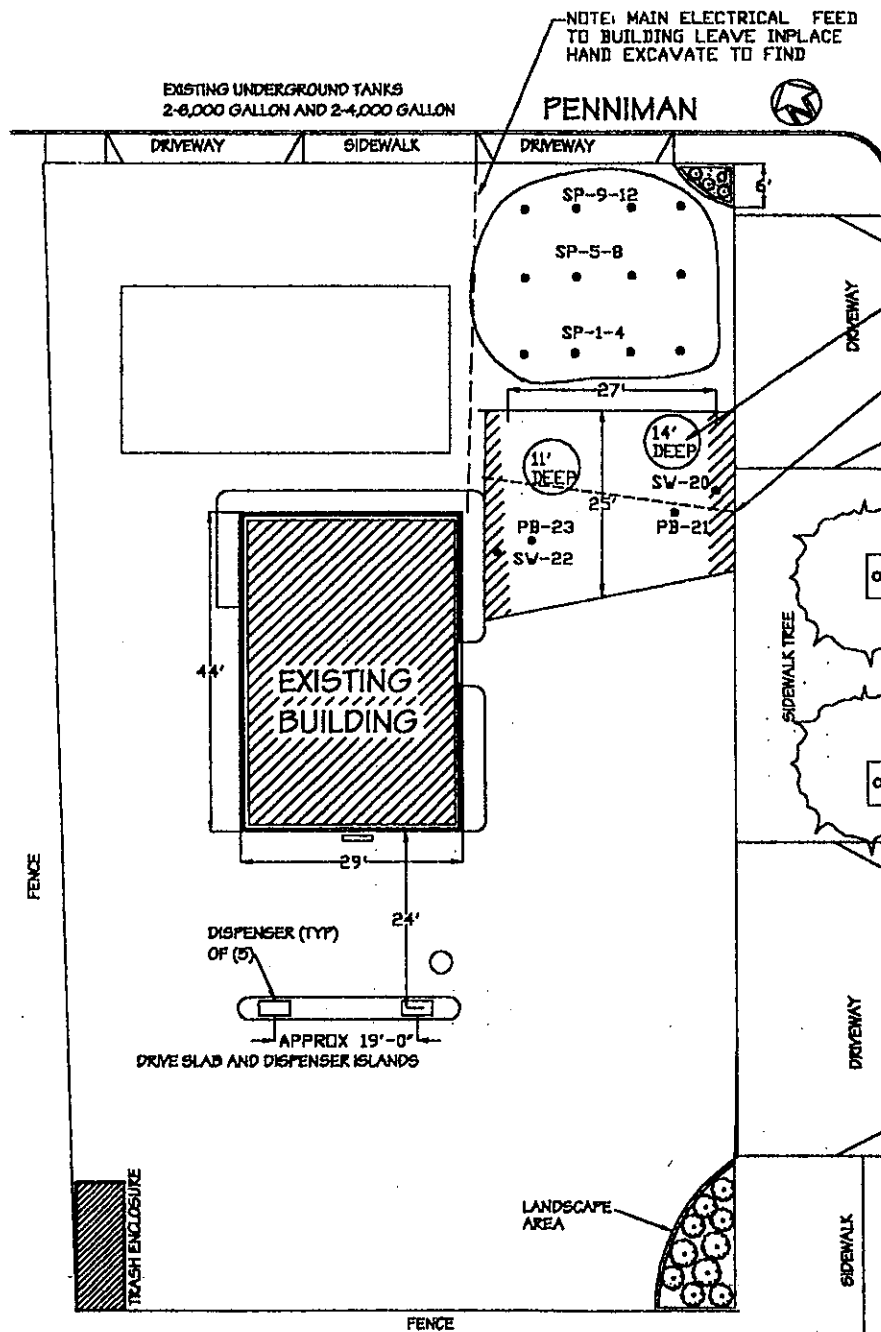 NOTE: MAIN ELECTRICAL FEED
TO BUILDING LEAVE INPLACE
HAND EXCAVATE TO FIND
EXISTING UNDERGROUND TANKS
2-6,000 GALLON AND 2-4,000 GALLON
PENNIMAN
DRIVEWAY
SIDEWALK
DRIVEWAY
6'
SP-9-12
SP-5-8
SP-1-4
DRIVEWAY
27'
11'
DEEP
14'
DEEP
SW-20
25'
PB-23
PB-21
SW-22
44'
EXISTING
BUILDING
SIDEWALK TREE
29'
FENCE
24'
DISPENSER (TYP)
OF (5)
APPROX 19'-0"
DRIVE SLAB AND DISPENSER ISLANDS
DRIVEWAY
TRASH ENCLOSURE
LANDSCAPE
AREA
SIDEWALK
FENCE